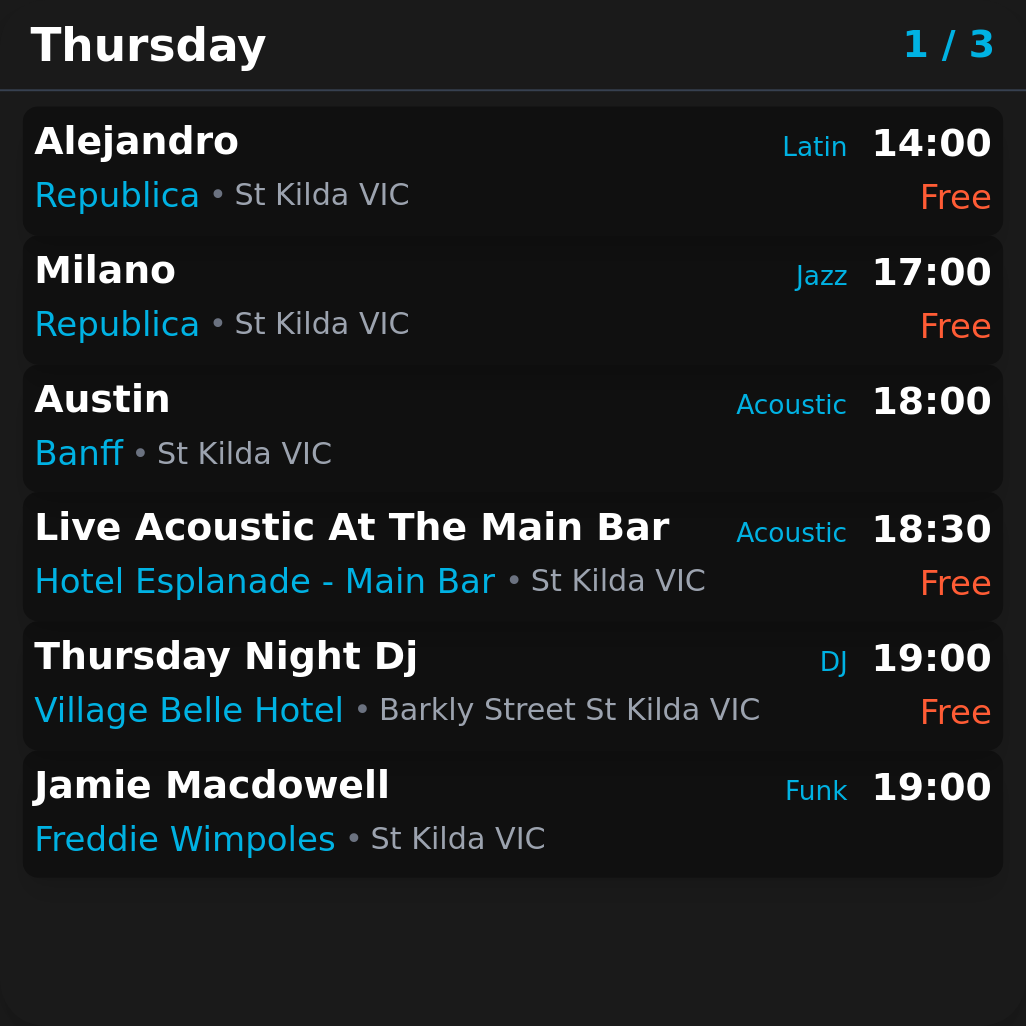 Thursday 1 / 3
Alejandro Latin 14:00
Republica • St Kilda VIC Free
Milano Jazz 17:00
Republica • St Kilda VIC Free
Austin Acoustic 18:00
Banff • St Kilda VIC
Live Acoustic At The Main Bar Acoustic 18:30
Hotel Esplanade - Main Bar • St Kilda VIC Free
Thursday Night Dj DJ 19:00
Village Belle Hotel • Barkly Street St Kilda VIC Free
Jamie Macdowell Funk 19:00
Freddie Wimpoles • St Kilda VIC